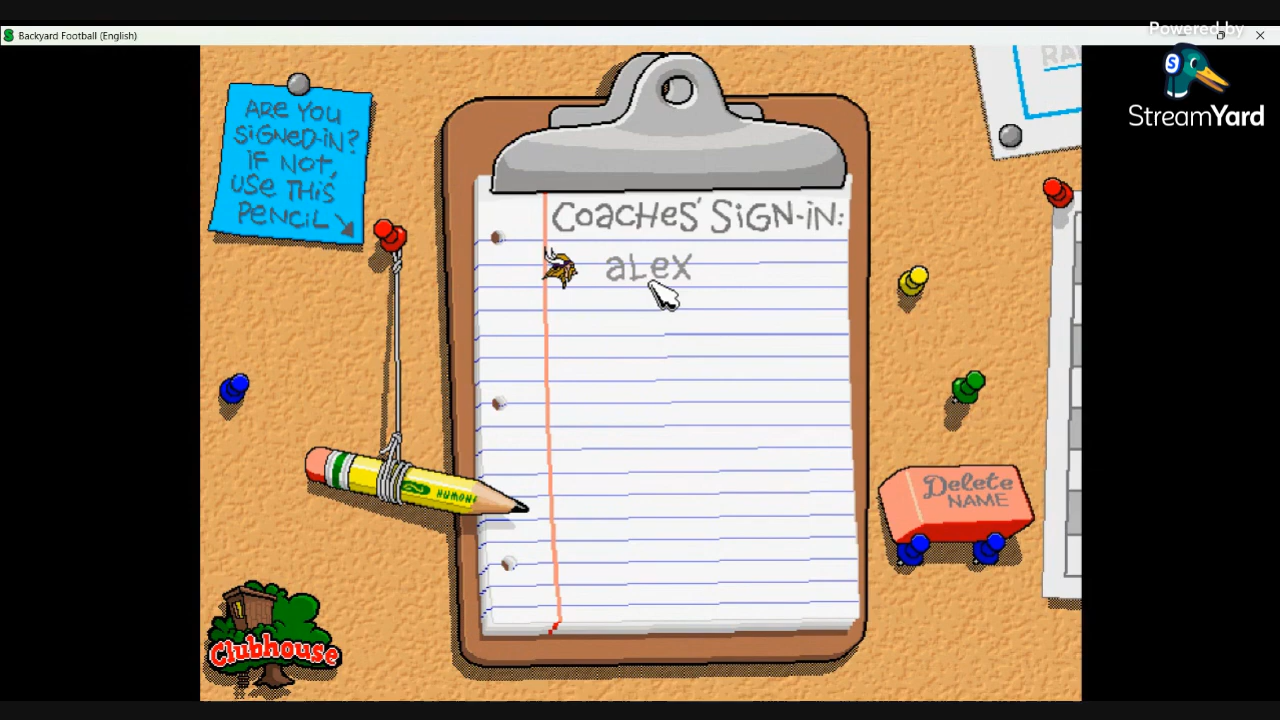 Powered by
StreamYard
Backyard Football (English)
ARE YOU
SIGNED-IN?
IF NOT,
USE THIS
PENCIL
COACHES' SIGN-IN:
aLex
HUMONG
Delete
NAME
Clubhouse